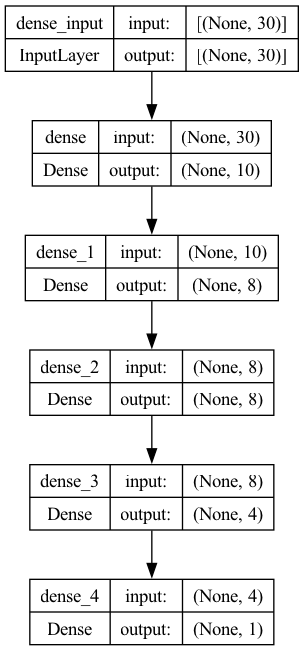 dense_input input: [(None, 30)]
InputLayer output: [(None, 30)]
dense input: (None, 30)
Dense output: (None, 10)
dense_1 input: (None, 10)
Dense output: (None, 8)
dense_2 input: (None, 8)
Dense output: (None, 8)
dense_3 input: (None, 8)
Dense output: (None, 4)
dense_4 input: (None, 4)
Dense output: (None, 1)